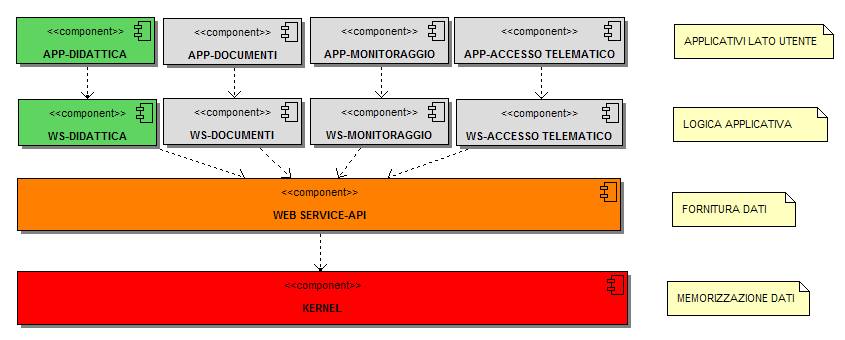 <<component>>
APP-DIDATTICA
<<component>>
APP-DOCUMENTI
<<component>>
APP-MONITORAGGIO
<<component>>
APP-ACCESSO TELEMATICO
APPLICATIVI LATO UTENTE
<<component>>
WS-DIDATTICA
<<component>>
WS-DOCUMENTI
<<component>>
WS-MONITORAGGIO
<<component>>
WS-ACCESSO TELEMATICO
LOGICA APPLICATIVA
<<component>>
WEB SERVICE-API
FORNITURA DATI
<<component>>
KERNEL
MEMORIZZAZIONE DATI